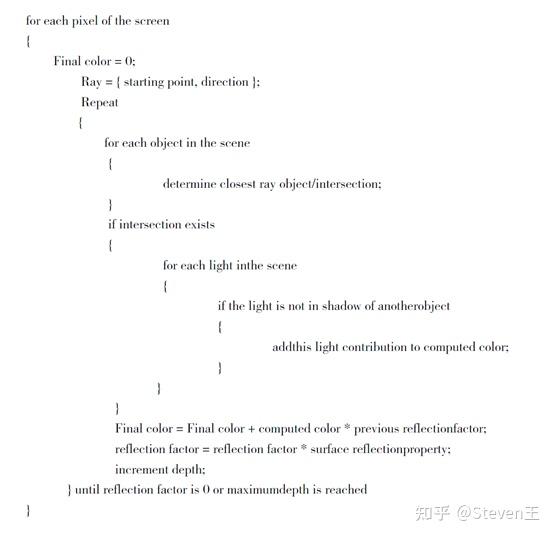 for each pixel of the screen
{
Final color = 0;
Ray = { starting point, direction };
Repeat
{
for each object in the scene
{
determine closest ray object/intersection;
}
if intersection exists
{
for each light inthe scene
{
if the light is not in shadow of anotherobject
{
addthis light contribution to computed color;
}
}
}
Final color = Final color + computed color * previous reflectionfactor;
reflection factor = reflection factor * surface reflectionproperty;
increment depth;
} until reflection factor is 0 or maximumdepth is reached
}
知乎 @Steven王